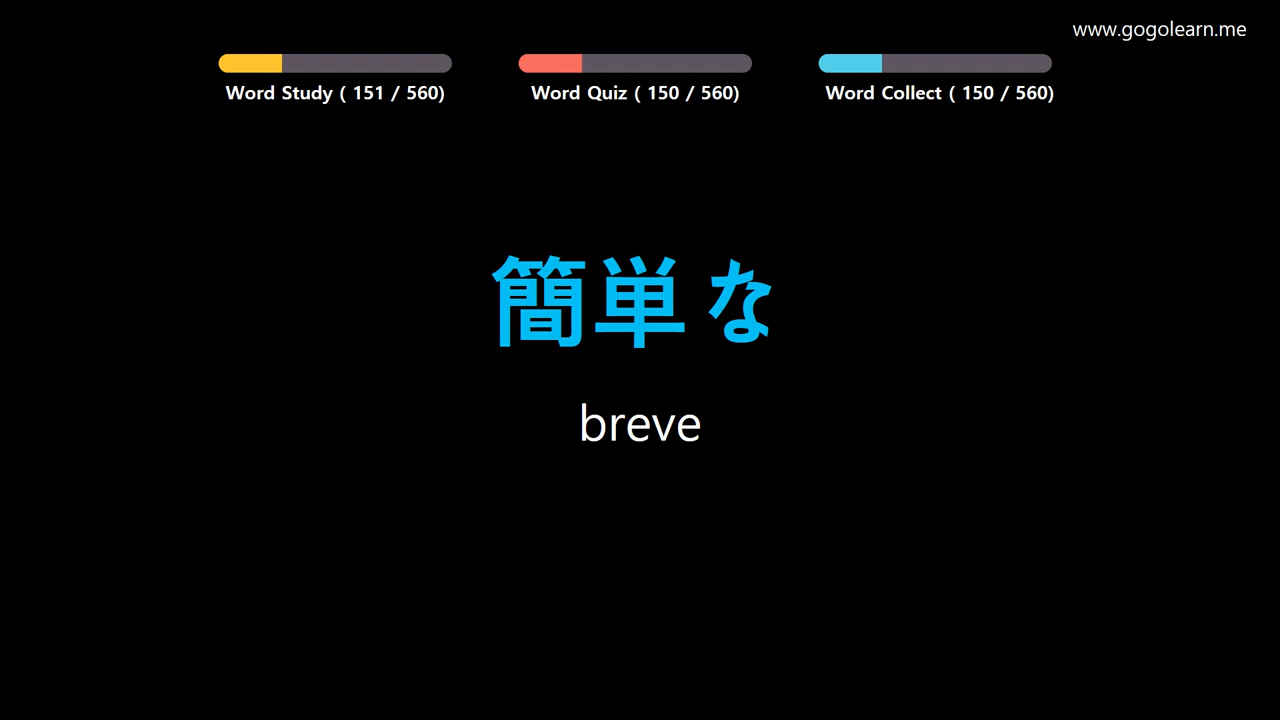 www.gogolearn.me
Word Study ( 151 / 560)
Word Quiz ( 150 / 560)
Word Collect ( 150 / 560)
簡単な
breve